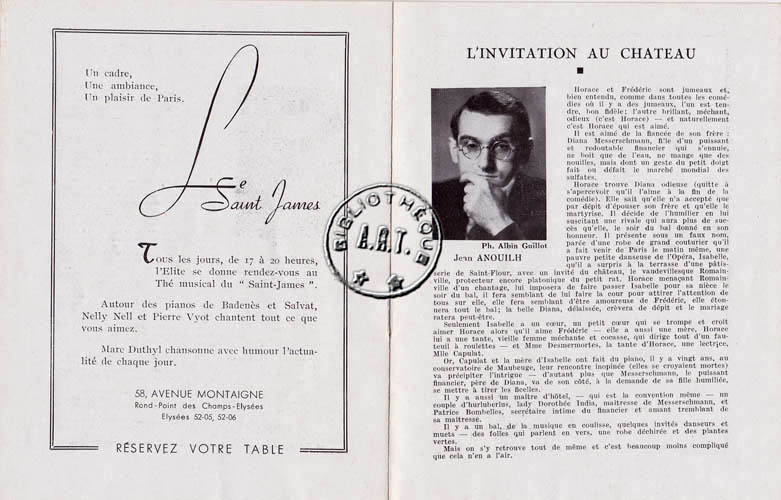 Un cadre,
Une ambiance,
Un plaisir de Paris.
Le
Saint James
Tous les jours, de 17 à 20 heures,
l'Elite se donne rendez-vous au
Thé musical du " Saint-James ".
Autour des pianos de Badenès et Salvat,
Nelly Nell et Pierre Vyot chantent tout ce que
vous aimez.
Marc Duthyl chansonne avec humour l'actua-
lité de chaque jour.
58, AVENUE MONTAIGNE
Rond-Point des Champs-Elysées
Elysées 52-05, 52-06
RÉSERVEZ VOTRE TABLE
BIBLIOTHÈQUE
A.R.T.
L'INVITATION AU CHATEAU
Ph. Albin Guillot
Jean ANOUILH
Horace et Frédéric sont jumeaux et,
bien entendu, comme dans toutes les comé-
dies où il y a des jumeaux, l'un est ten-
dre, bon fidèle; l'autre brillant, méchant,
odieux (c'est Horace) — et naturellement
c'est Horace qui est aimé.
Il est aimé de la fiancée de son frère :
Diana Messerschmann, fille d'un puissant
et redoutable financier qui s'ennuie,
ne boit que de l'eau, ne mange que des
nouilles, mais dont un geste du petit doigt
fait ou défait le marché mondial des
sulfates.
Horace trouve Diana odieuse (quitte à
s'apercevoir qu'il l'aime à la fin de la
comédie). Elle sait qu'elle n'a accepté que
par dépit d'épouser son frère et qu'elle le
martyrise. Il décide de l'humilier en lui
suscitant une rivale qui aura plus de suc-
cès qu'elle, le soir du bal donné en son
honneur. Il présente sous un faux nom,
parée d'une robe de grand couturier qu'il
a fait venir de Paris le matin même, une
pauvre petite danseuse de l'Opéra, Isabelle,
qu'il a surpris à la terrasse d'une pâtis-
serie de Saint-Flour, avec un invité du château, le vaudevillesque Romain-
ville, protecteur encore platonique du petit rat. Horace menaçant Romain-
ville d'un chantage, lui imposera de faire passer Isabelle pour sa nièce le
soir du bal, il fera semblant de lui faire la cour pour attirer l'attention de
tous sur elle, elle fera semblant d'être amoureuse de Frédéric, elle éton-
nera tout le bal; la belle Diana, délaissée, crèvera de dépit et le mariage
ratera peut-être.
Seulement Isabelle a un cœur, un petit cœur qui se trompe et croit
aimer Horace alors qu'il aime Frédéric — elle a aussi une mère, Horace
lui a une tante, vieille femme méchante et cocasse, qui dirige tout d'un fau-
teuil à roulettes — et Mme Desmermortes, la tante d'Horace, une lectrice,
Mlle Capulat.
Or, Capulat et la mère d'Isabelle ont fait du piano, il y a vingt ans, au
conservatoire de Maubeuge, leur rencontre inopinée (elles se croyaient mortes)
va précipiter l'intrigue — d'autant plus que Messerschmann, le puissant
financier, père de Diana, va de son côté, à la demande de sa fille humiliée,
se mettre à tirer les ficelles.
Il y a aussi un maître d'hôtel, — qui est la convention même — un
couple d'hurluberlus, lady Dorothée India, maîtresse de Messerschmann, et
Patrice Bombelles, secrétaire intime du financier et amant tremblant de
sa maîtresse.
Il y a un bal, de la musique en coulisse, quelques invités danseurs et
muets — des folles qui parlent en vers, une robe déchirée et des plantes
vertes.
Mais on s'y retrouve tout de même et c'est beaucoup moins compliqué
que cela n'en a l'air.